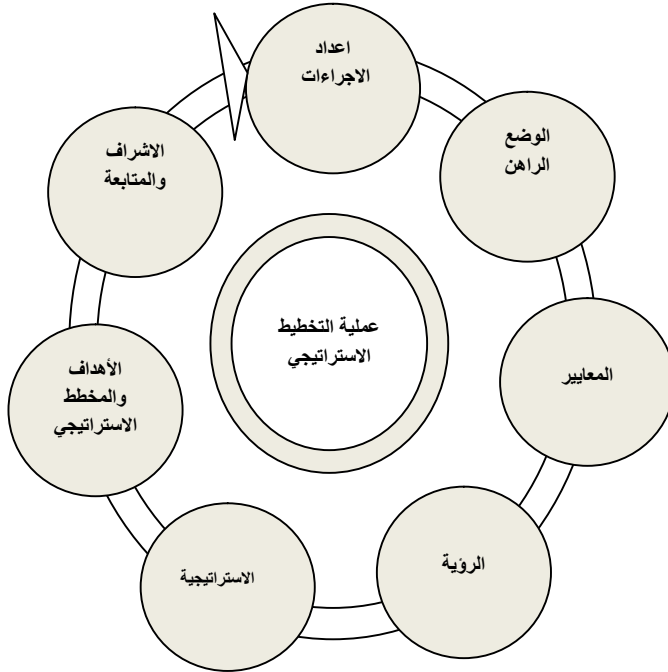 اعداد
الاجراءات
الوضع
الراهن
المعايير
الرؤية
الاستراتيجية
الأهداف
والمخطط
الاستراتيجي
الاشراف
والمتابعة
عملية التخطيط
الاستراتيجي